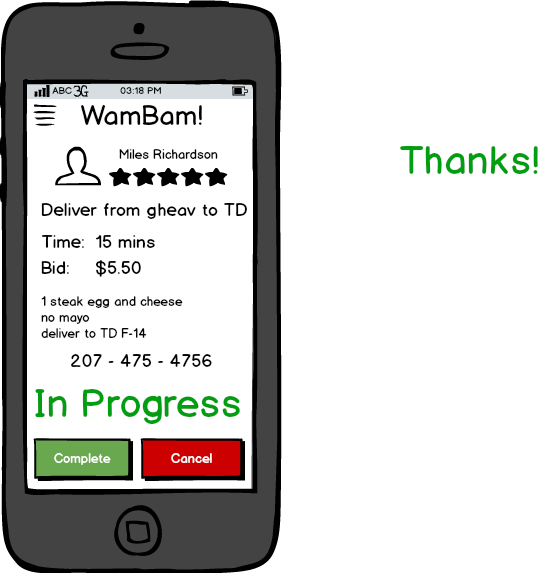 ABC 3G 03:18 PM
WamBam!
Miles Richardson
Thanks!
Deliver from gheav to TD
Time: 15 mins
Bid: $5.50
1 steak egg and cheese
no mayo
deliver to TD F-14
207 - 475 - 4756
In Progress
Complete Cancel